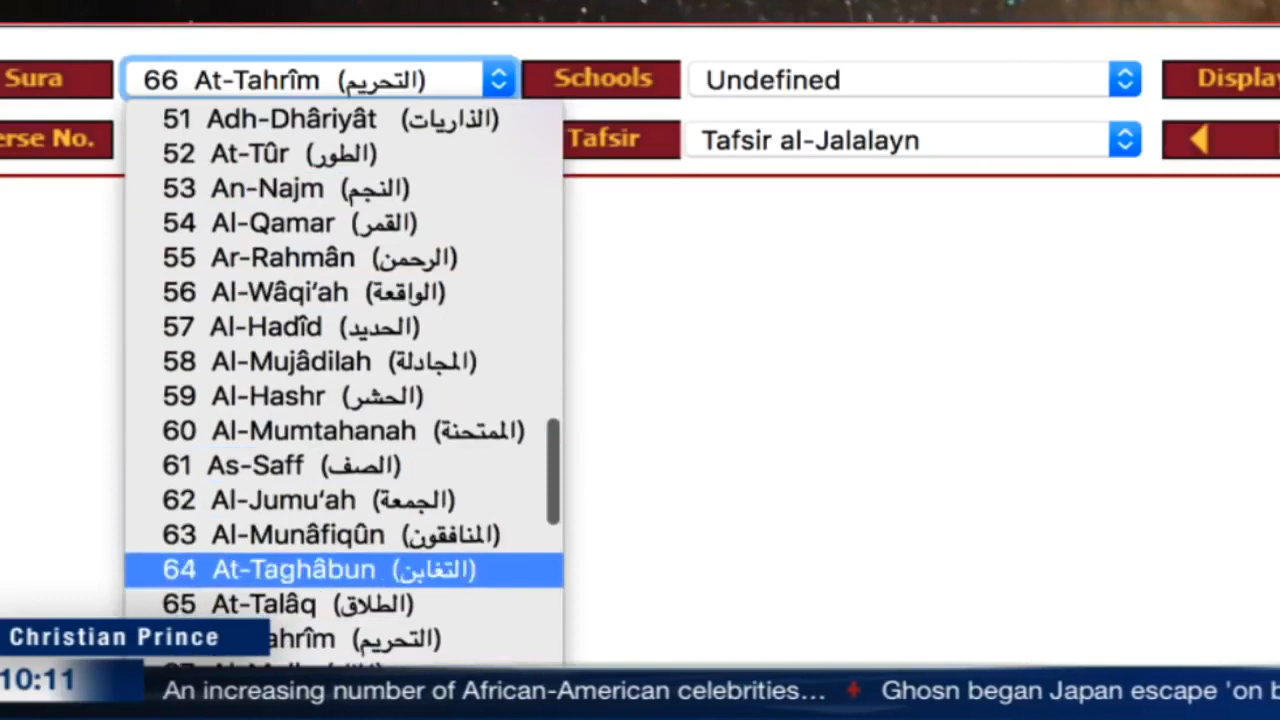 Sura
66 At-Tahrîm (التحريم)
Schools
Undefined
erse No.
Tafsir
Tafsir al-Jalalayn
51 Adh-Dhâriyât (الذاريات)
52 At-Tûr (الطور)
53 An-Najm (النجم)
54 Al-Qamar (القمر)
55 Ar-Rahmân (الرحمن)
56 Al-Wâqi‘ah (الواقعة)
57 Al-Hadîd (الحديد)
58 Al-Mujâdilah (المجادلة)
59 Al-Hashr (الحشر)
60 Al-Mumtahanah (الممتحنة)
61 As-Saff (الصف)
62 Al-Jumu‘ah (الجمعة)
63 Al-Munâfiqûn (المنافقون)
64 At-Taghâbun (التغابن)
65 At-Talâq (الطلاق)
ahrîm (التحريم)
Christian Prince
10:11
An increasing number of African-American celebrities... Ghosn began Japan escape 'on b